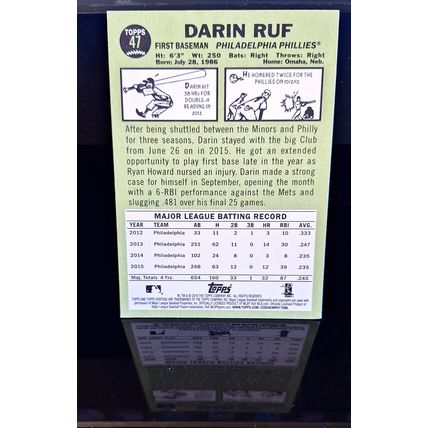 TOPPS
47
DARIN RUF
FIRST BASEMAN PHILADELPHIA PHILLIES®
Ht: 6'3" Wt: 250 Bats: Right Throws: Right
Born: July 28, 1986 Home: Omaha, Neb.
DARIN HIT
38 HRS FOR
DOUBLE-A
READING IN
2012.
HE HOMERED TWICE FOR THE
PHILLIES ON
After being shuttled between the Minors and Philly
for three seasons, Darin stayed with the big Club
from June 26 on in 2015. He got an extended
opportunity to play first base late in the year as
Ryan Howard nursed an injury. Darin made a strong
case for himself in September, opening the month
with a 6-RBI performance against the Mets and
slugging .481 over his final 25 games.
MAJOR LEAGUE BATTING RECORD
YEAR TEAM AB H 2B 3B HR RBI AVG.
2012 Philadelphia 33 11 2 1 3 10 .333
2013 Philadelphia 251 62 11 0 14 30 .247
2014 Philadelphia 102 24 8 0 3 8 .235
2015 Philadelphia 268 63 12 0 12 39 .235
Maj. Totals 4 Yrs. 654 160 33 1 32 87 .245
Topps